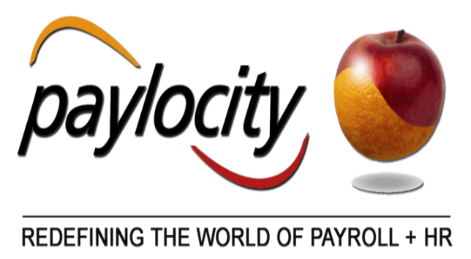 paylocity
REDEFINING THE WORLD OF PAYROLL + HR